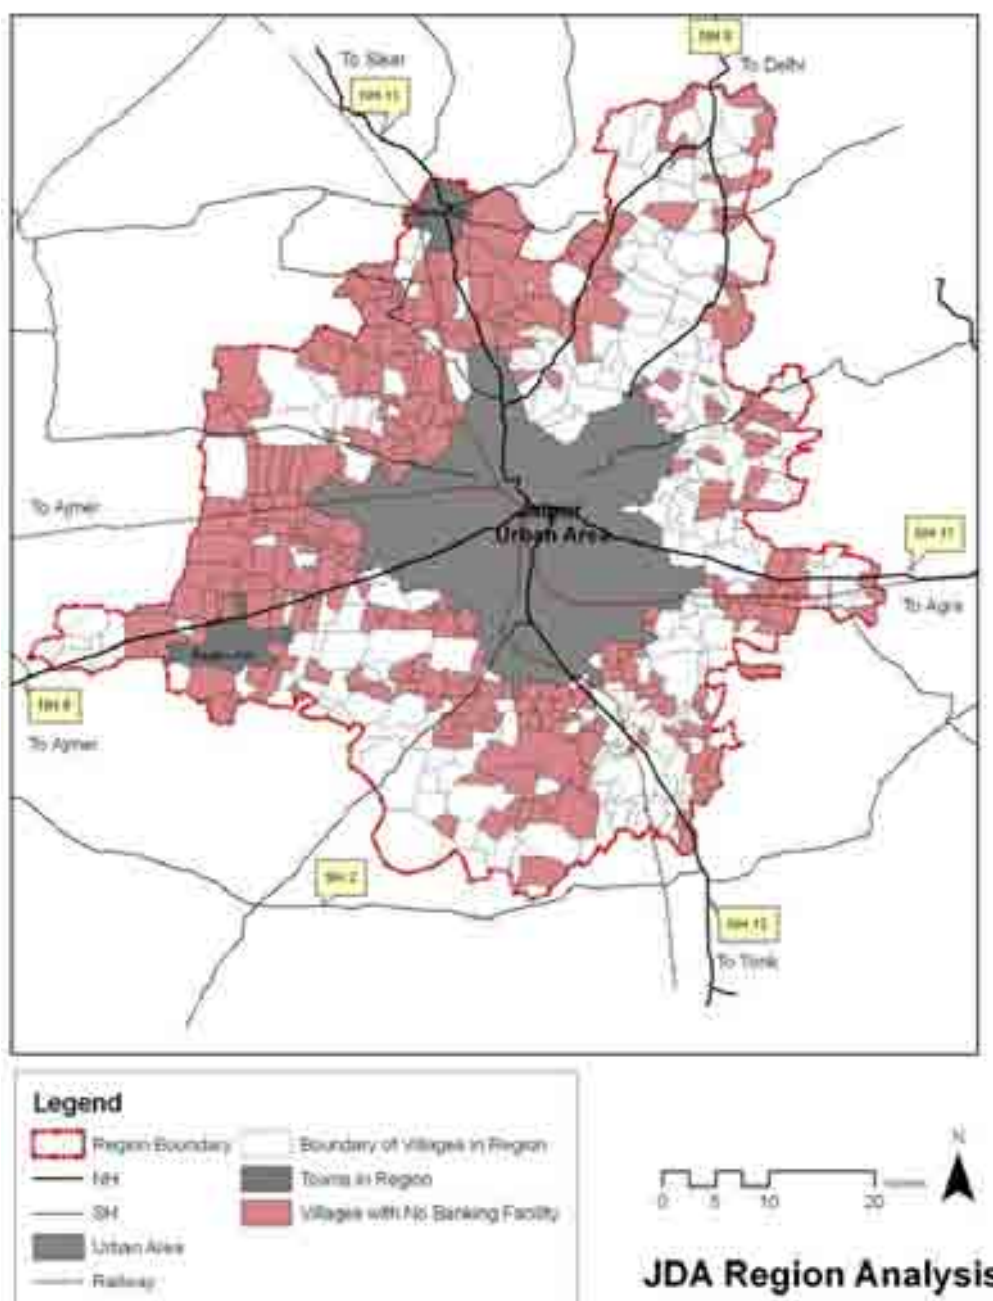 NH 8
To Sikar
To Delhi
NH 11
Jaipur
Urban Area
To Ajmer
NH 11
To Agra
NH 8
To Ajmer
SH 2
NH 12
To Tonk
Legend
Region Boundary
Boundary of Villages in Region
NH
Towns in Region
SH
Villages with No Banking Facility
Urban Area
Railway
N
0 5 10 20
JDA Region Analysis